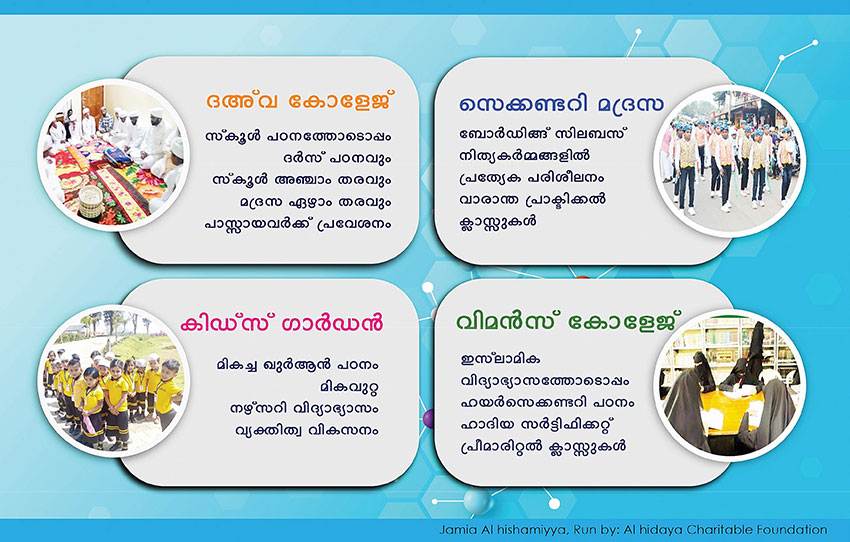 ദഅ്‌വ കോളേജ്
സ്കൂൾ പഠനത്തോടൊപ്പം
ദർസ് പഠനവും
സ്കൂൾ അഞ്ചാം തരവും
മദ്രസ ഏഴാം തരവും
പാസ്സായവർക്ക് പ്രവേശനം
സെക്കണ്ടറി മദ്രസ
ബോർഡിങ്ങ് സിലബസ്
നിത്യകർമ്മങ്ങളിൽ
പ്രത്യേക പരിശീലനം
വാരാന്ത പ്രാക്ടിക്കൽ
ക്ലാസ്സുകൾ
കിഡ്സ് ഗാർഡൻ
മികച്ച ഖുർആൻ പഠനം
മികവുറ്റ
നഴ്സറി വിദ്യാഭ്യാസം
വ്യക്തിത്വ വികസനം
വിമൻസ് കോളേജ്
ഇസ്‌ലാമിക
വിദ്യാഭ്യാസത്തോടൊപ്പം
ഹയർസെക്കണ്ടറി പഠനം
ഹാദിയ സർട്ടിഫിക്കറ്റ്
പ്രീമാരിറ്റൽ ക്ലാസ്സുകൾ
Jamia Al hishamiyya, Run by: Al hidaya Charitable Foundation